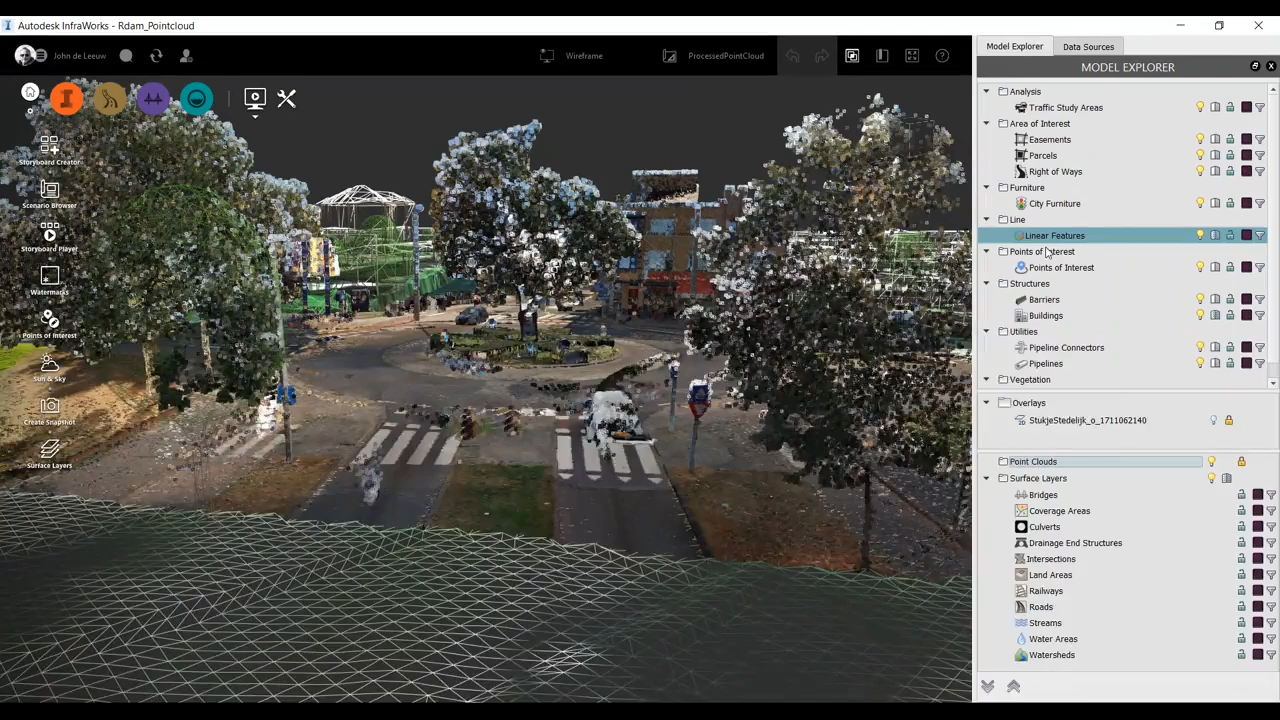 Autodesk InfraWorks - Rdam_Pointcloud
John de Leeuw
Wireframe
ProcessedPointCloud
Storyboard Creator
Scenario Browser
Storyboard Player
Watermarks
Points of Interest
Sun & Sky
Create Snapshot
Surface Layers
Model Explorer
Data Sources
MODEL EXPLORER
Analysis
Traffic Study Areas
Area of Interest
Easements
Parcels
Right of Ways
Furniture
City Furniture
Line
Linear Features
Points of Interest
Points of Interest
Structures
Barriers
Buildings
Utilities
Pipeline Connectors
Pipelines
Vegetation
Overlays
StukjeStedelijk_o_1711062140
Point Clouds
Surface Layers
Bridges
Coverage Areas
Culverts
Drainage End Structures
Intersections
Land Areas
Railways
Roads
Streams
Water Areas
Watersheds